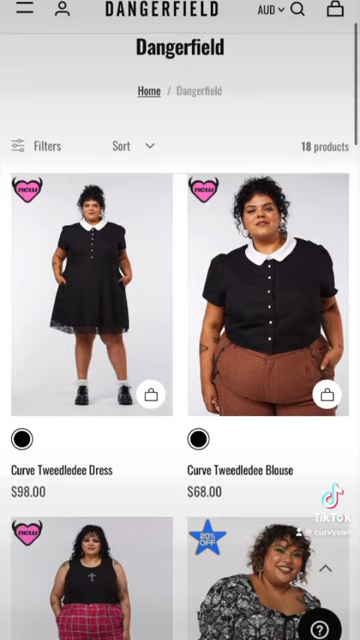 DANGERFIELD
AUD
Dangerfield
Home / Dangerfield
Filters
Sort
18 products
new
new
Curve Tweedledee Dress
$98.00
Curve Tweedledee Blouse
$68.00
new
20% OFF
TikTok